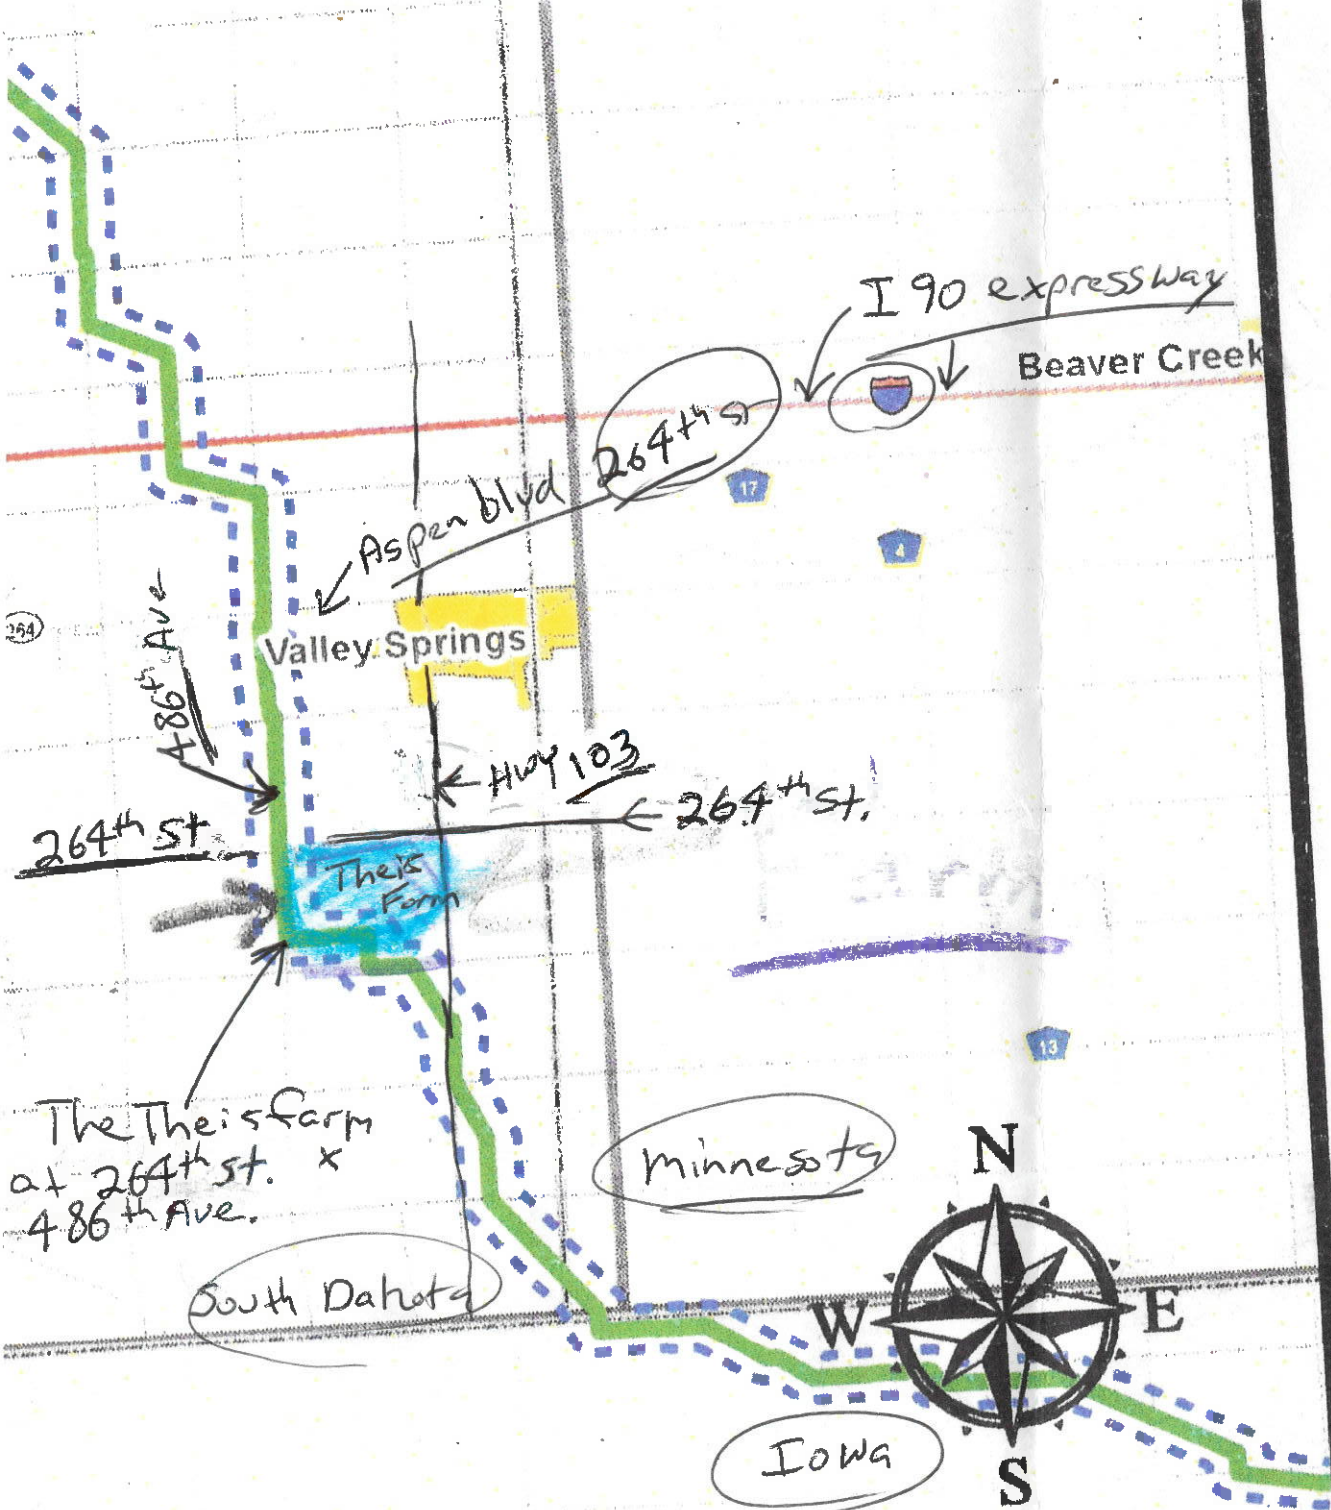 I 90 expressway
Beaver Creek
264th St
Aspen blvd
17
4
264
486th Ave
Valley Springs
HWY 103
264th St.
264th St
Theis
Farm
13
The Theis farm
at 264th St. x
486th Ave.
Minnesota
South Dakota
Iowa
N
W
E
S